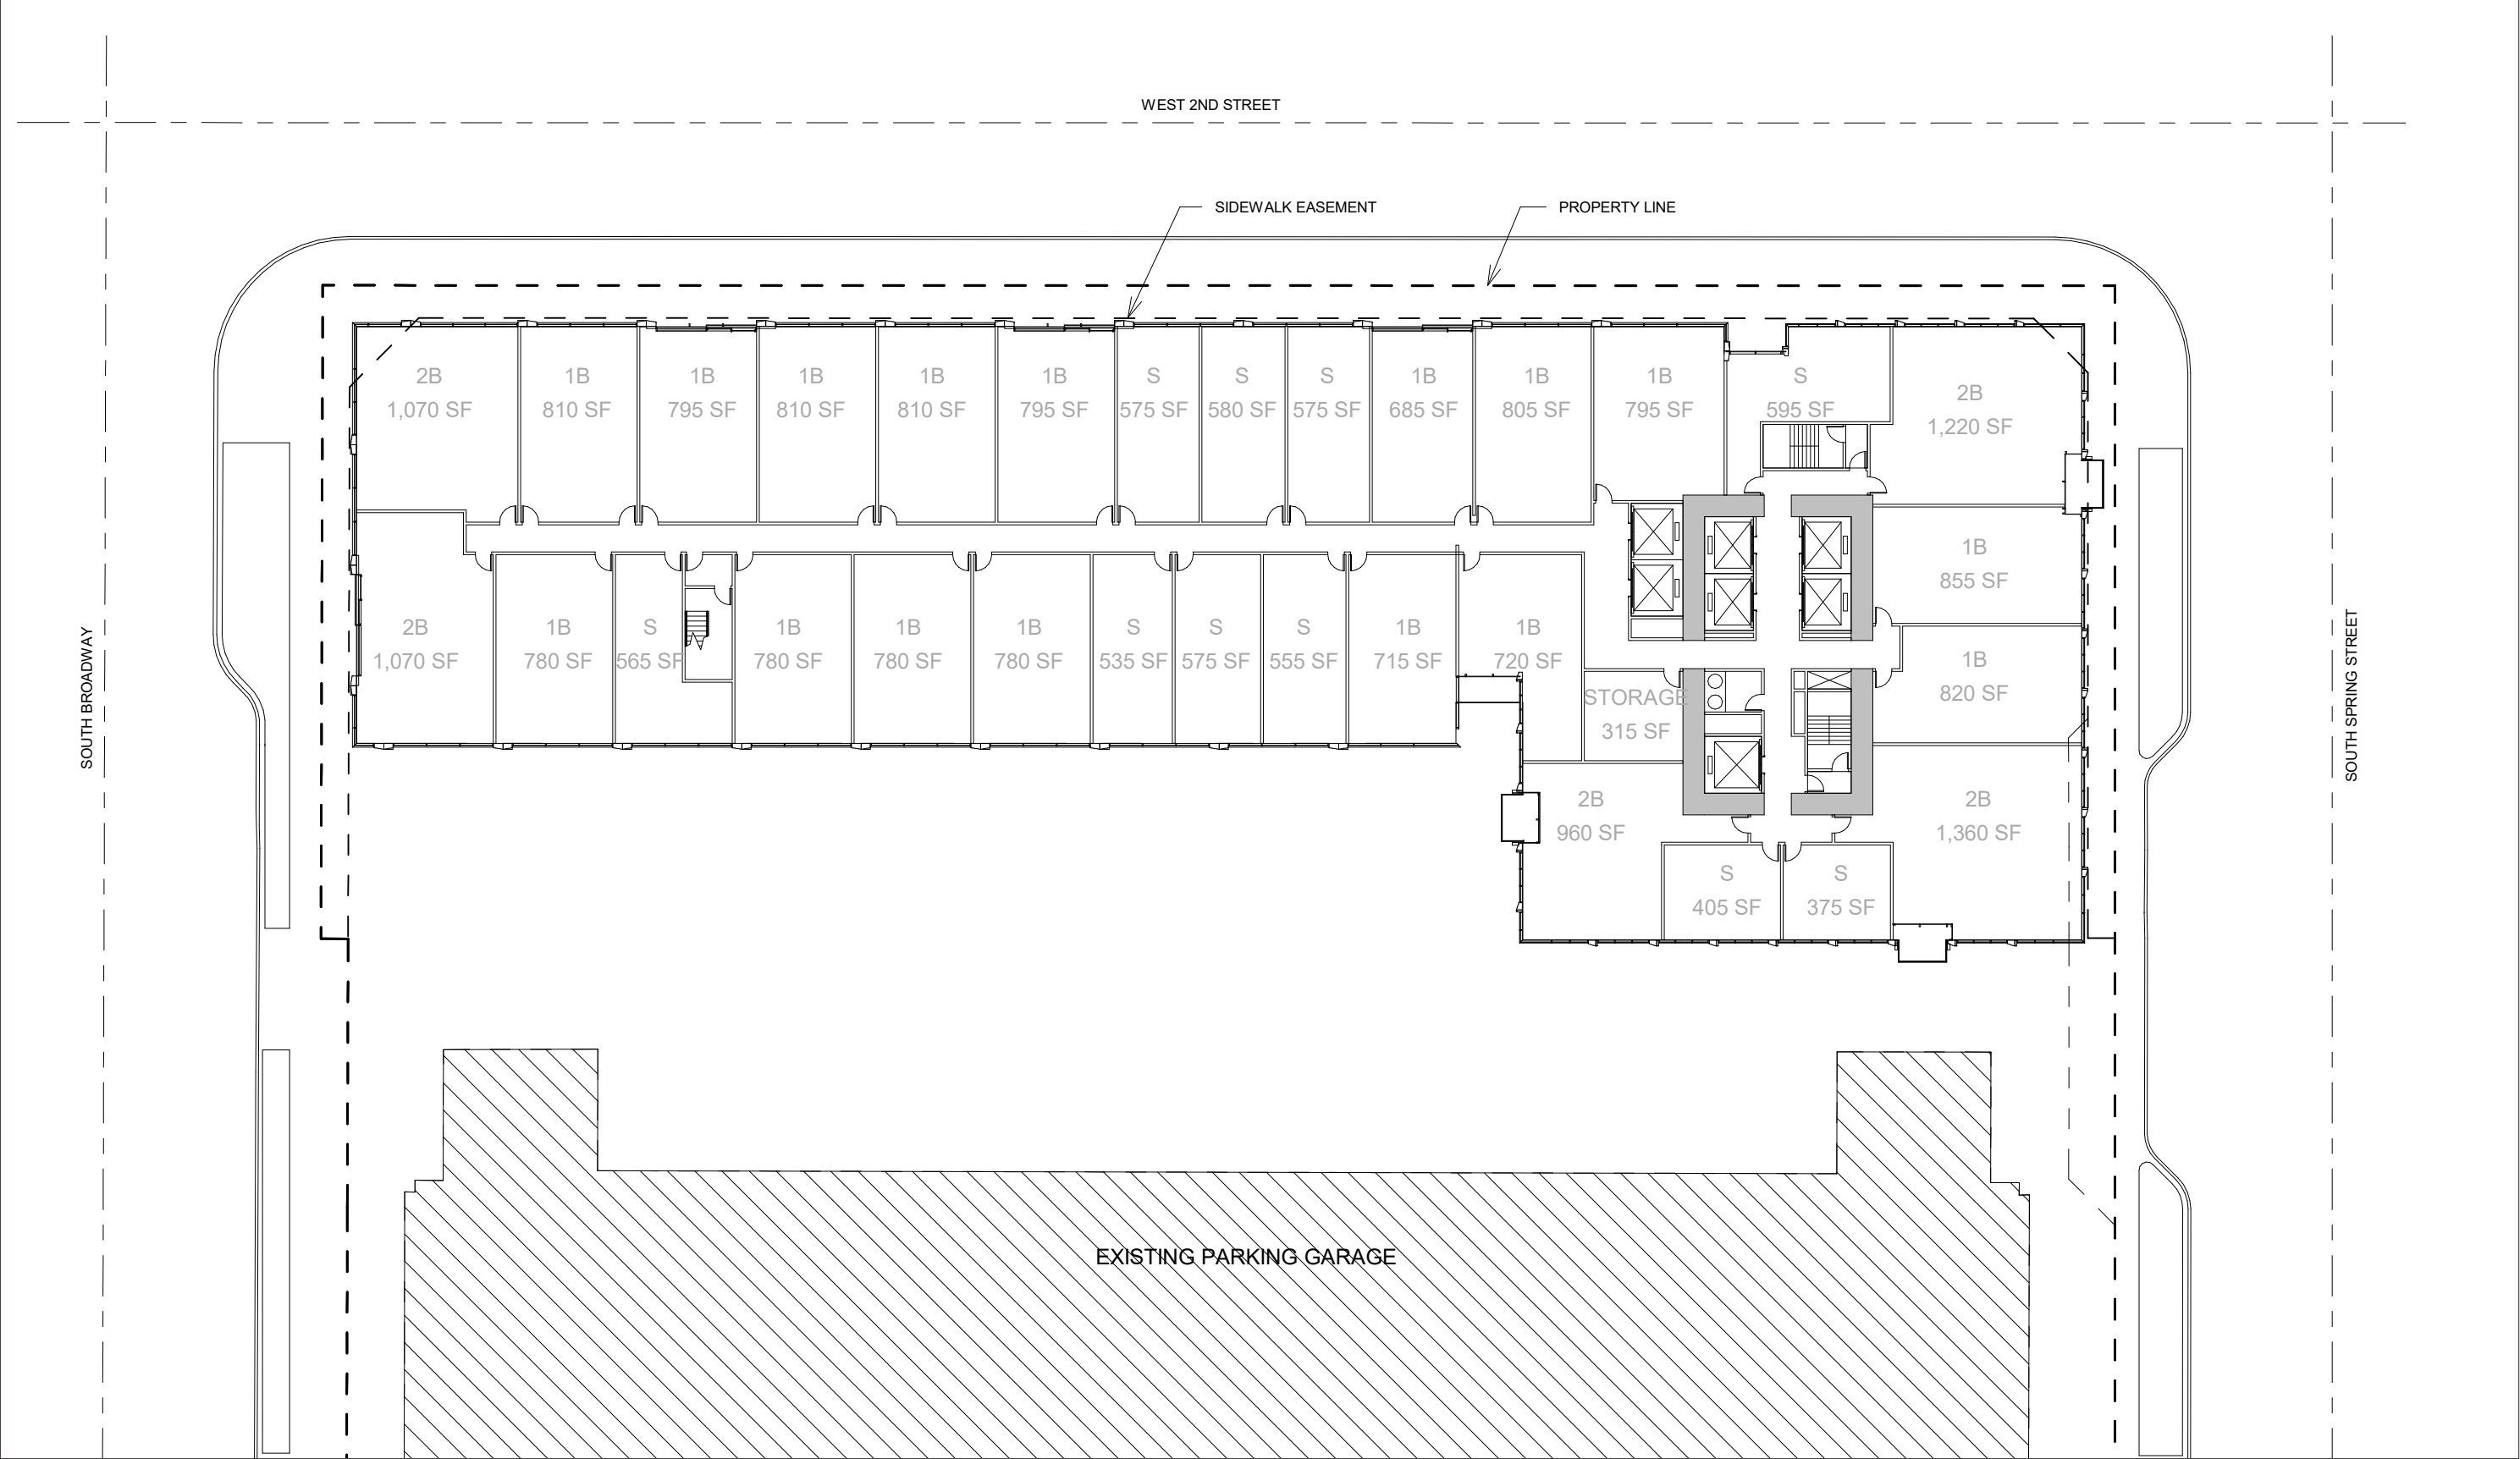 WEST 2ND STREET
SIDEWALK EASEMENT
PROPERTY LINE
2B
1,070 SF
1B
810 SF
1B
795 SF
1B
810 SF
1B
810 SF
1B
795 SF
S
575 SF
S
580 SF
S
575 SF
1B
685 SF
1B
805 SF
1B
795 SF
S
595 SF
2B
1,220 SF
1B
855 SF
1B
820 SF
2B
1,070 SF
1B
780 SF
S
565 SF
1B
780 SF
1B
780 SF
1B
780 SF
S
535 SF
S
575 SF
S
555 SF
1B
715 SF
1B
720 SF
STORAGE
315 SF
2B
960 SF
S
405 SF
S
375 SF
2B
1,360 SF
SOUTH BROADWAY
SOUTH SPRING STREET
EXISTING PARKING GARAGE